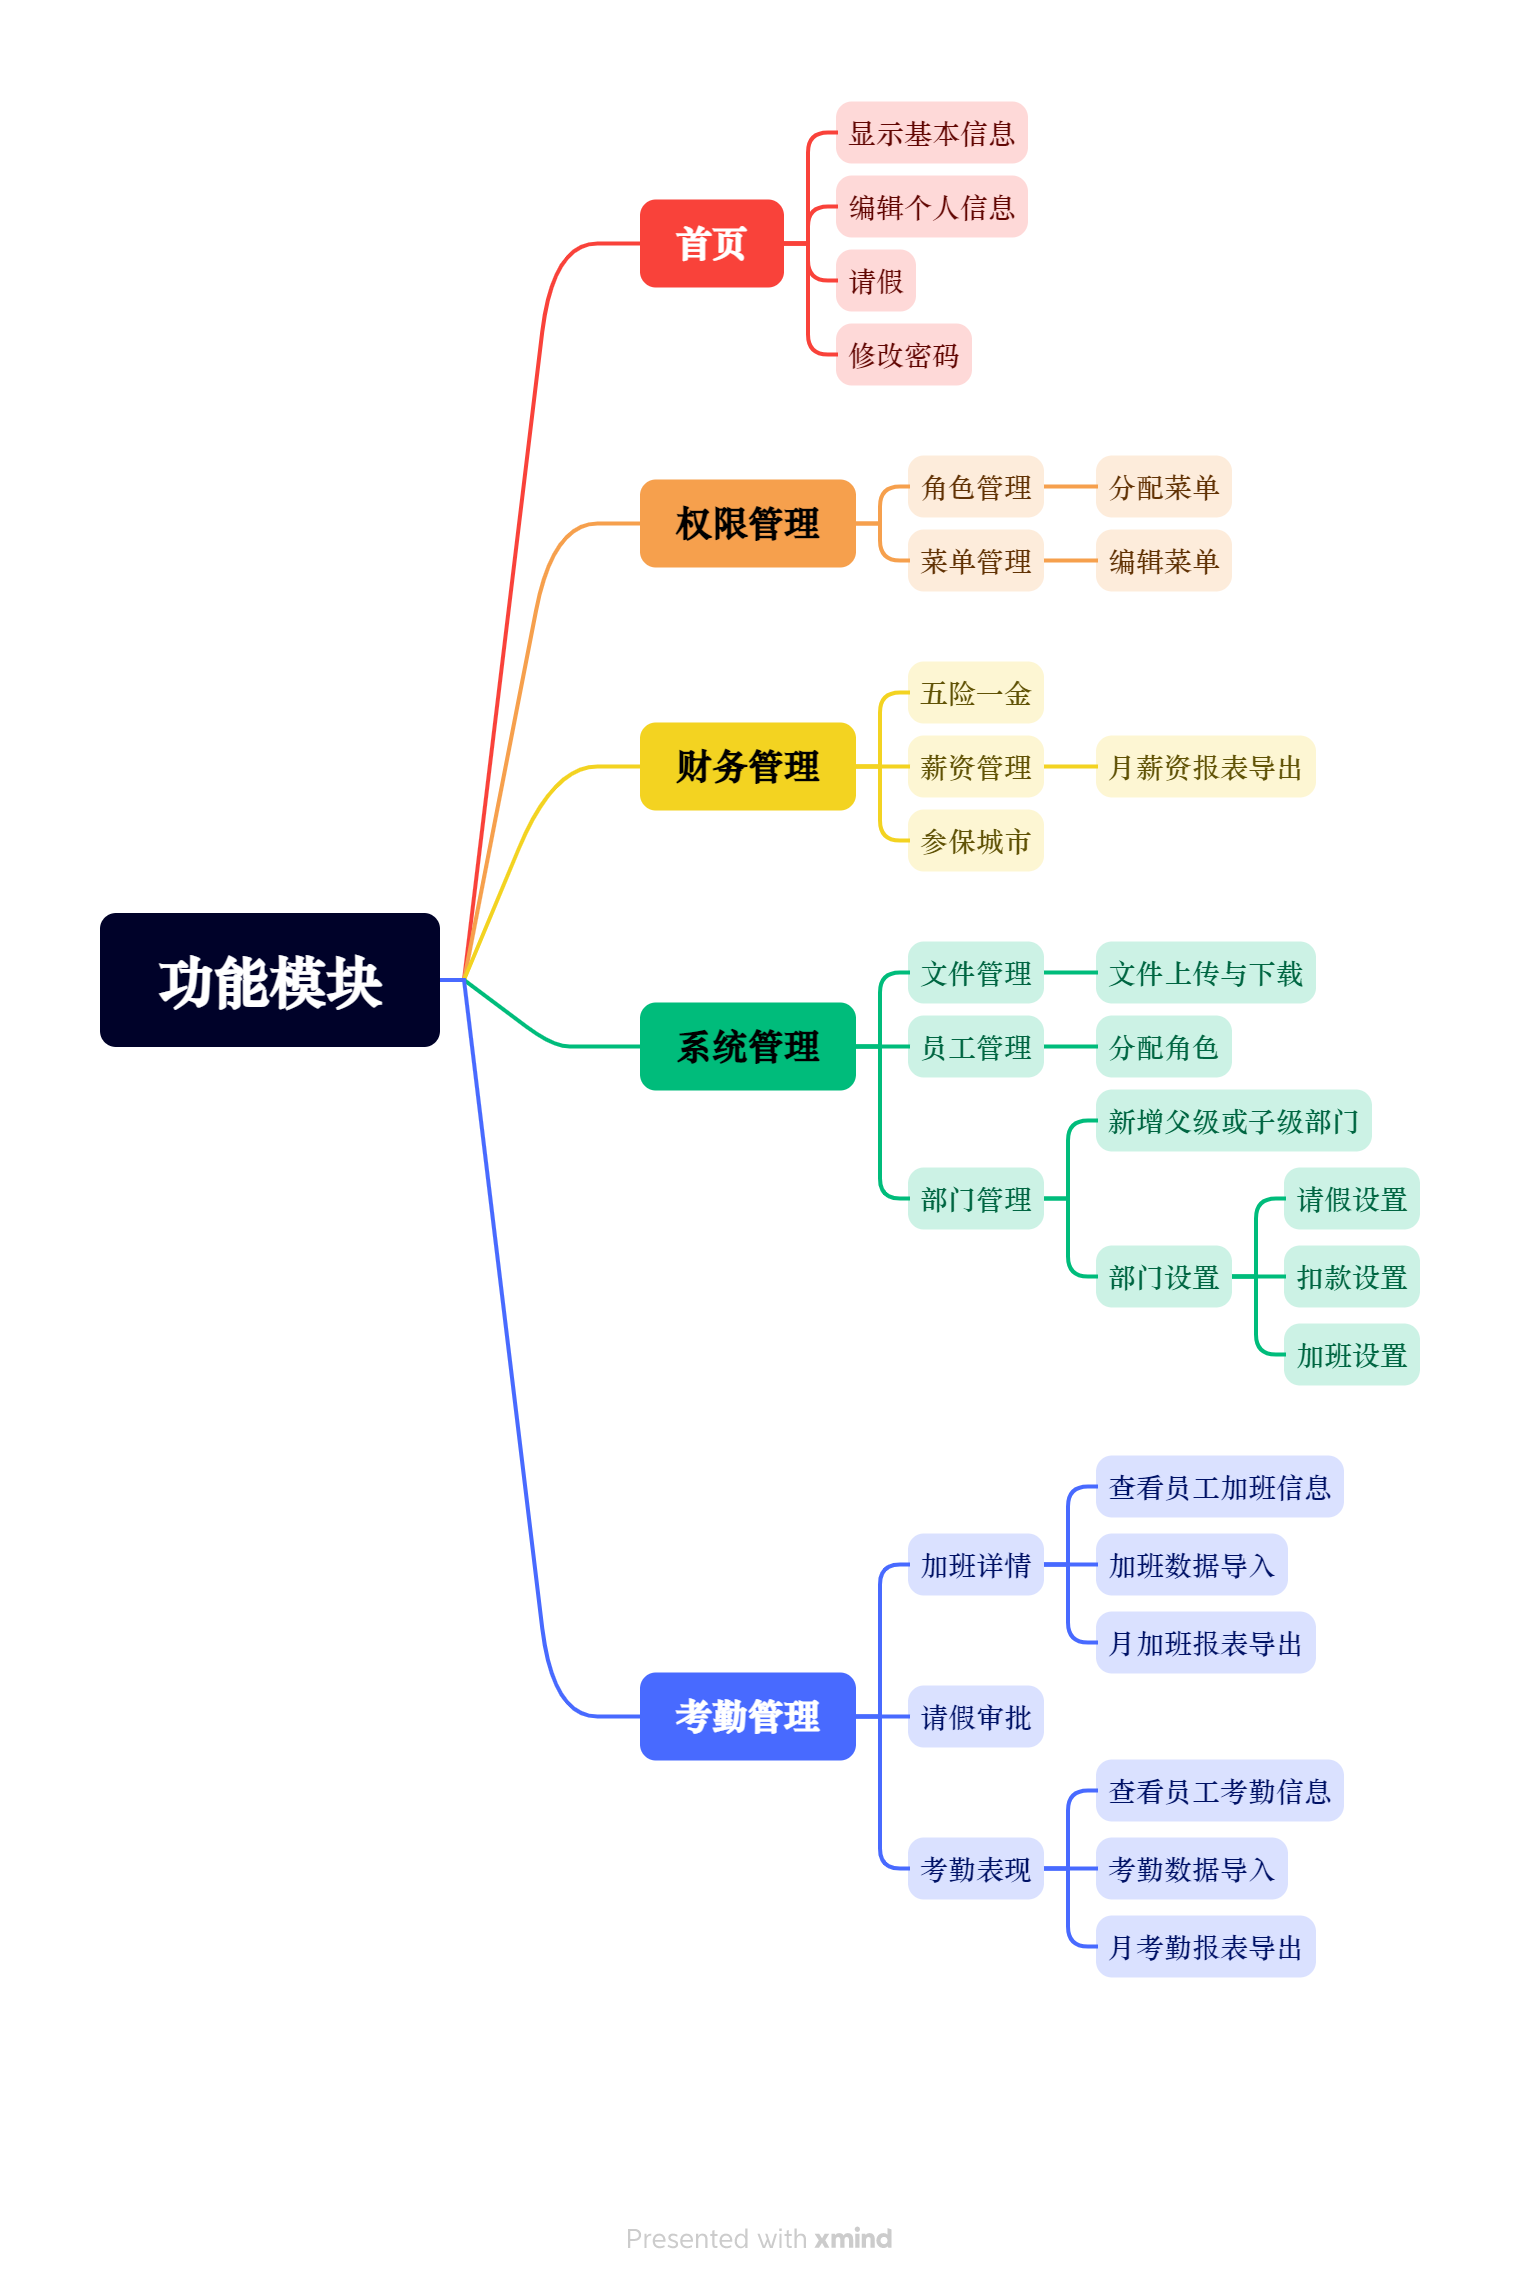 功能模块
首页
显示基本信息
编辑个人信息
请假
修改密码
权限管理
角色管理
分配菜单
菜单管理
编辑菜单
财务管理
五险一金
薪资管理
月薪资报表导出
参保城市
系统管理
文件管理
文件上传与下载
员工管理
分配角色
部门管理
新增父级或子级部门
部门设置
请假设置
扣款设置
加班设置
考勤管理
加班详情
查看员工加班信息
加班数据导入
月加班报表导出
请假审批
考勤表现
查看员工考勤信息
考勤数据导入
月考勤报表导出
Presented with xmind